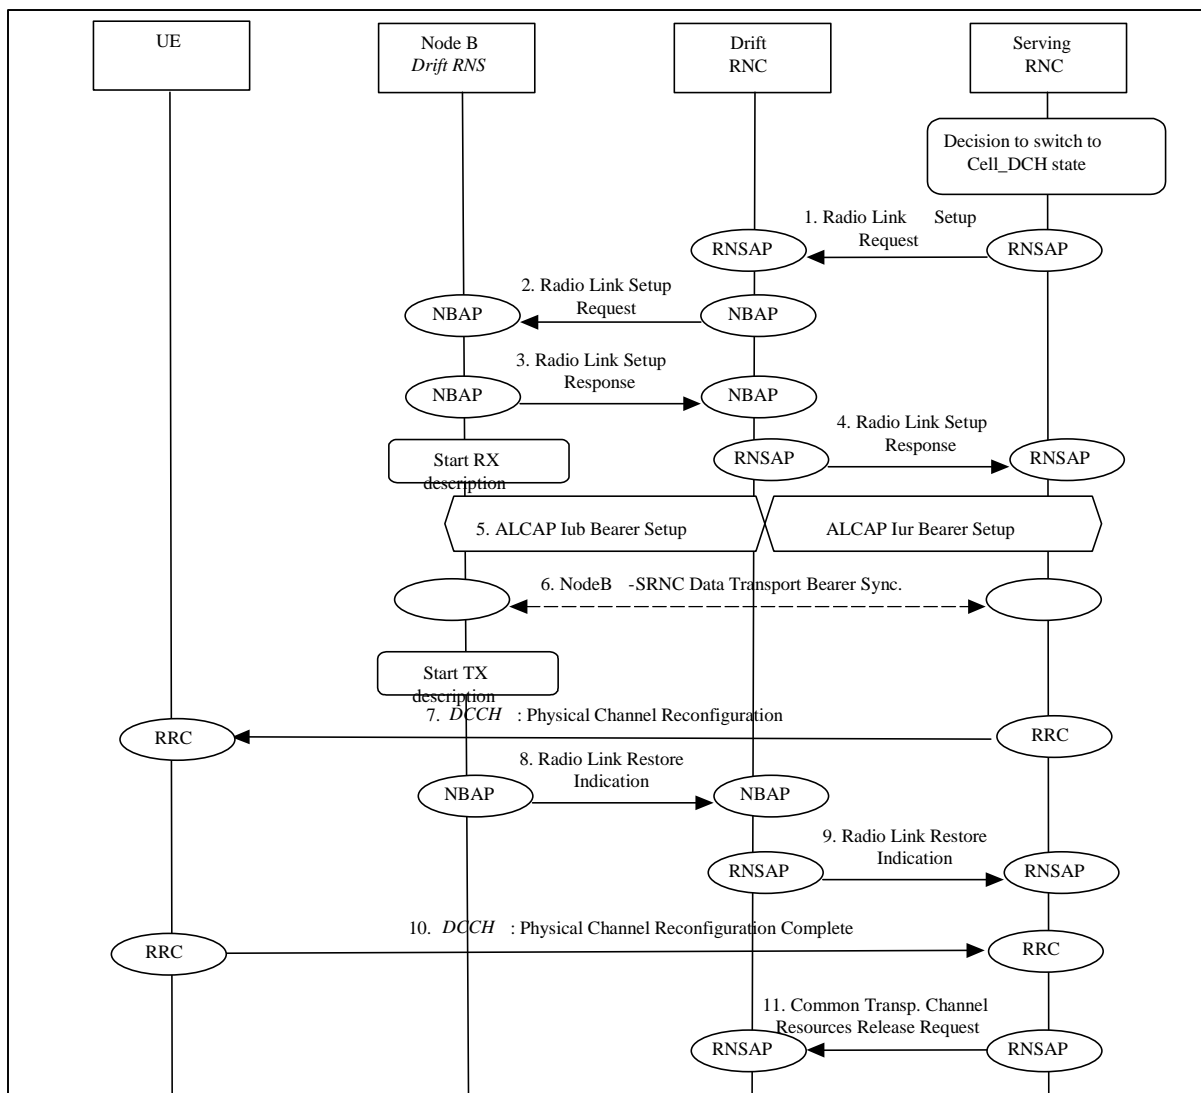 UE
Node B
Drift RNS
Drift
RNC
Serving
RNC
Decision to switch to
Cell_DCH state
1. Radio Link Setup
Request
RNSAP
RNSAP
2. Radio Link Setup
Request
NBAP
NBAP
3. Radio Link Setup
Response
NBAP
NBAP
4. Radio Link Setup
Response
RNSAP
RNSAP
Start RX
description
5. ALCAP Iub Bearer Setup
ALCAP Iur Bearer Setup
6. NodeB -SRNC Data Transport Bearer Sync.
Start TX
description
7. DCCH : Physical Channel Reconfiguration
RRC
RRC
8. Radio Link Restore
Indication
NBAP
NBAP
9. Radio Link Restore
Indication
RNSAP
RNSAP
10. DCCH : Physical Channel Reconfiguration Complete
RRC
RRC
11. Common Transp. Channel
Resources Release Request
RNSAP
RNSAP